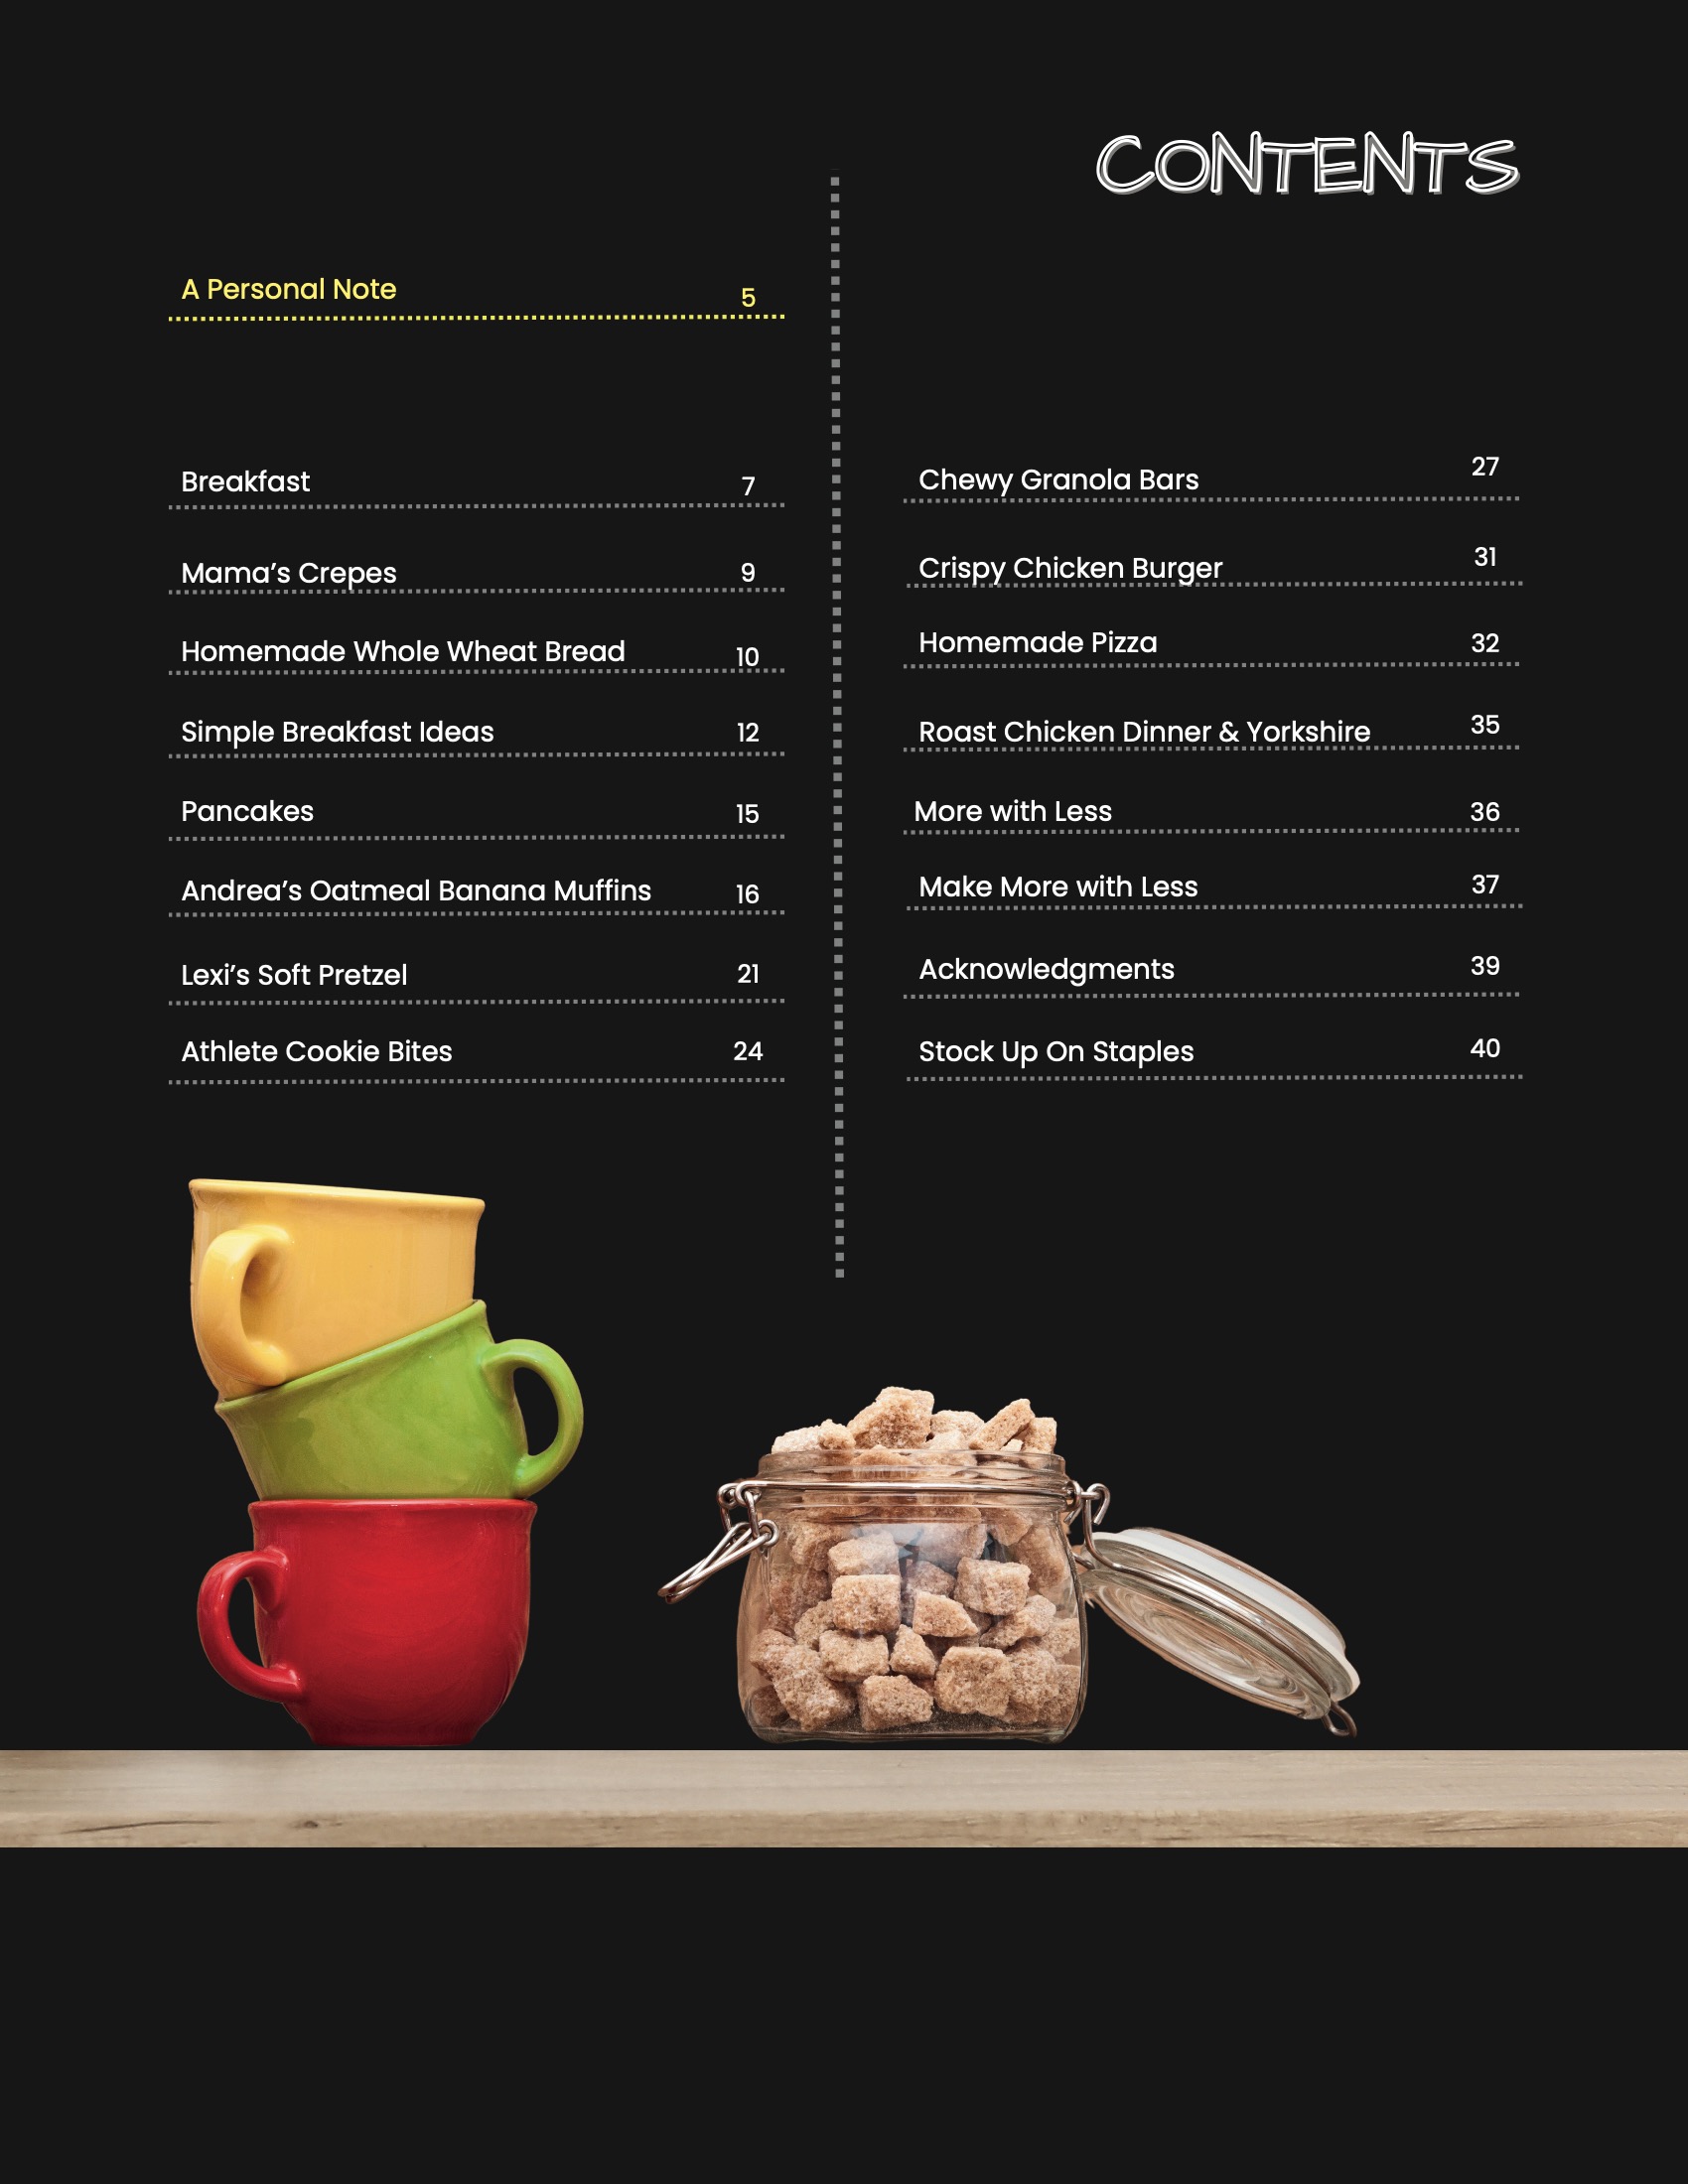 CONTENTS
A Personal Note 5
Breakfast 7
Mama’s Crepes 9
Homemade Whole Wheat Bread 10
Simple Breakfast Ideas 12
Pancakes 15
Andrea’s Oatmeal Banana Muffins 16
Lexi’s Soft Pretzel 21
Athlete Cookie Bites 24
Chewy Granola Bars 27
Crispy Chicken Burger 31
Homemade Pizza 32
Roast Chicken Dinner & Yorkshire 35
More with Less 36
Make More with Less 37
Acknowledgments 39
Stock Up On Staples 40